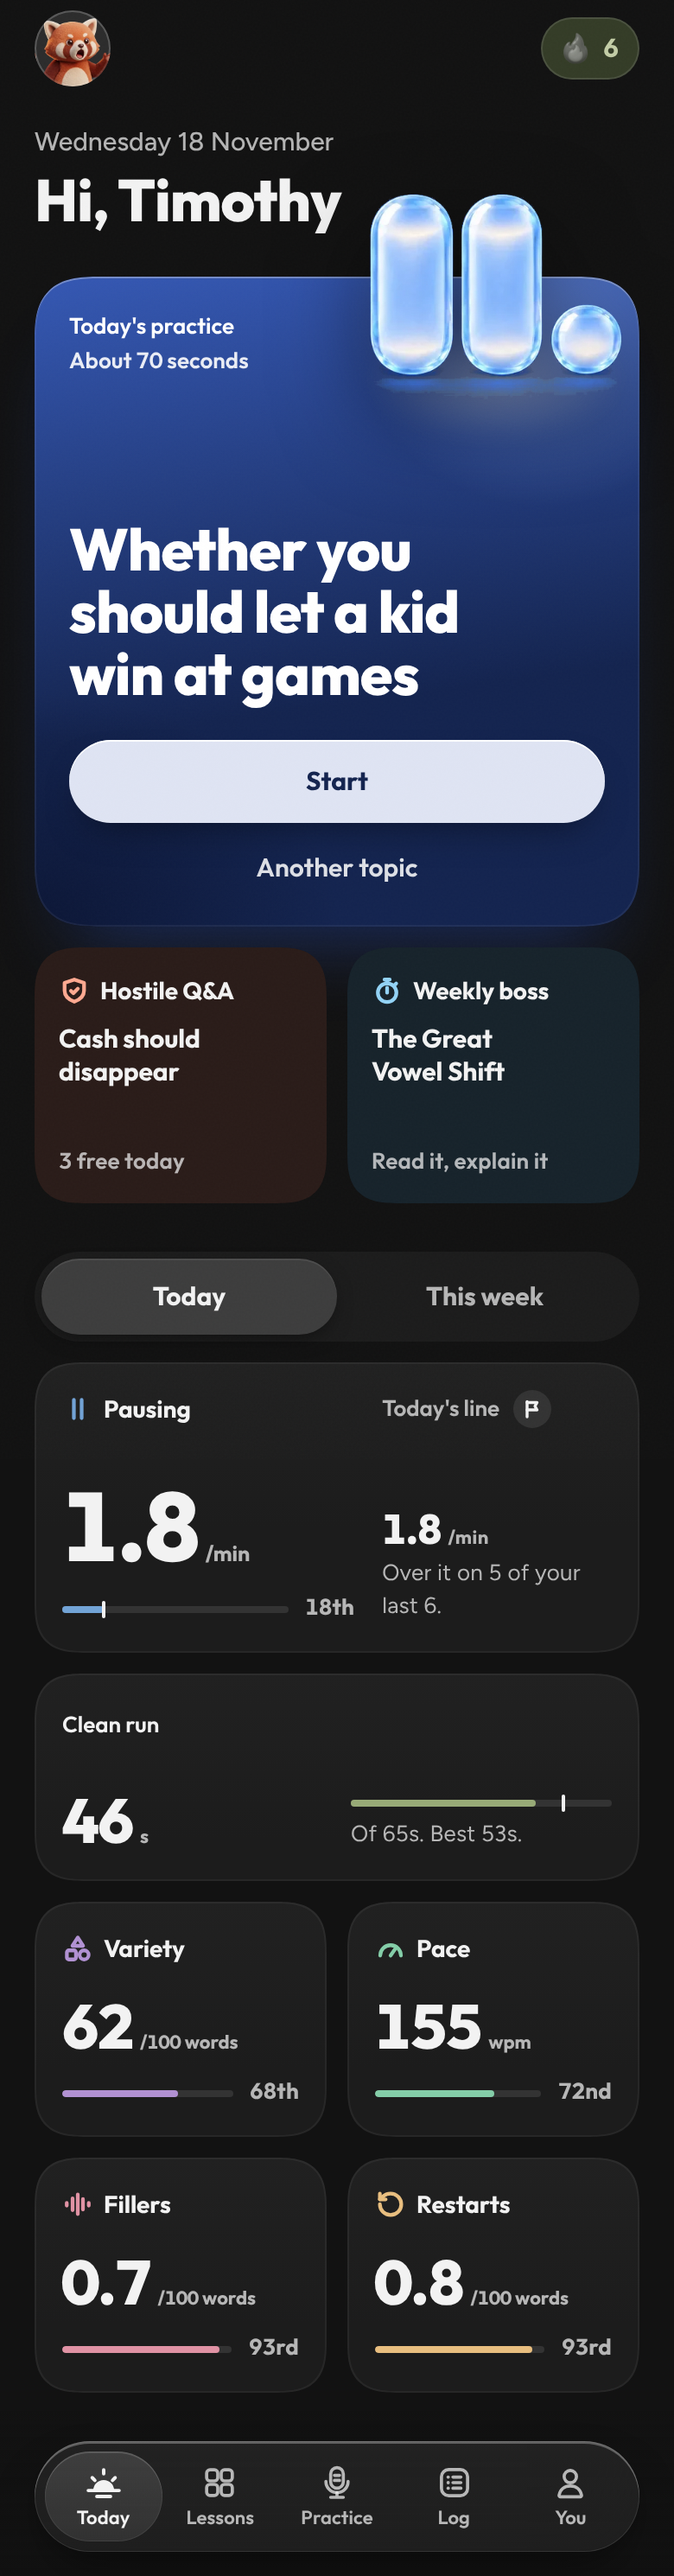 6
Wednesday 18 November
Hi, Timothy
Today's practice
About 70 seconds
Whether you
should let a kid
win at games
Start
Another topic
Hostile Q&A
Cash should
disappear
3 free today
Weekly boss
The Great
Vowel Shift
Read it, explain it
Today
This week
Pausing
1.8 /min
18th
Today's line
1.8 /min
Over it on 5 of your
last 6.
Clean run
46 s
Of 65s. Best 53s.
Variety
62 /100 words
68th
Pace
155 wpm
72nd
Fillers
0.7 /100 words
93rd
Restarts
0.8 /100 words
93rd
Today
Lessons
Practice
Log
You